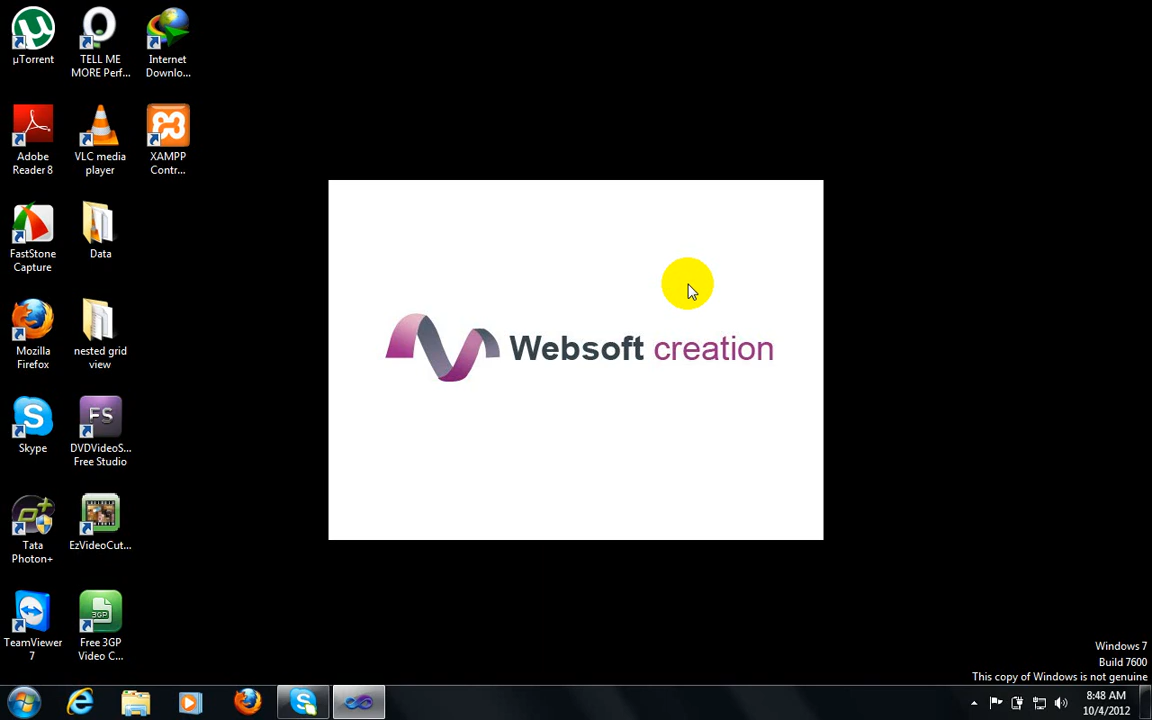 µTorrent
TELL ME
MORE Perf...
Internet
Downlo...
Adobe
Reader 8
VLC media
player
XAMPP
Contr...
FastStone
Capture
Data
Mozilla
Firefox
nested grid
view
Skype
DVDVideoS...
Free Studio
Tata
Photon+
EzVideoCut...
TeamViewer
7
3GP
Free 3GP
Video C...
FS
Websoft creation
Windows 7
Build 7600
This copy of Windows is not genuine
8:48 AM
10/4/2012